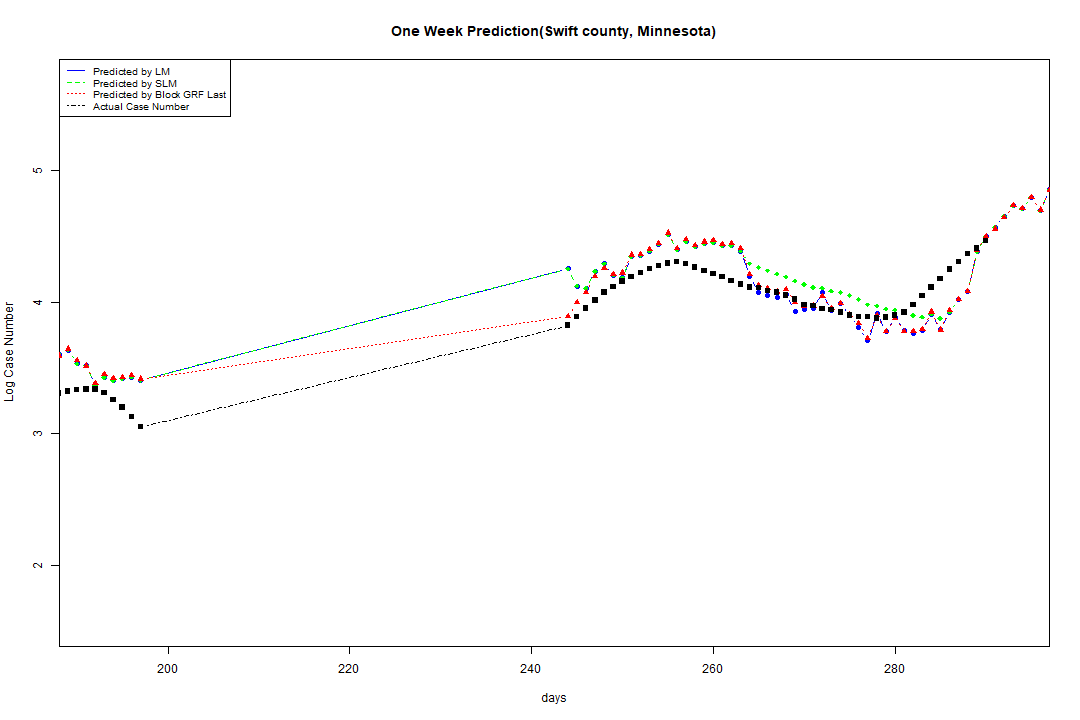 One Week Prediction(Swift county, Minnesota)
Predicted by LM
Predicted by SLM
Predicted by Block GRF Last
Actual Case Number
5
4
3
2
Log Case Number
200 220 240 260 280
days